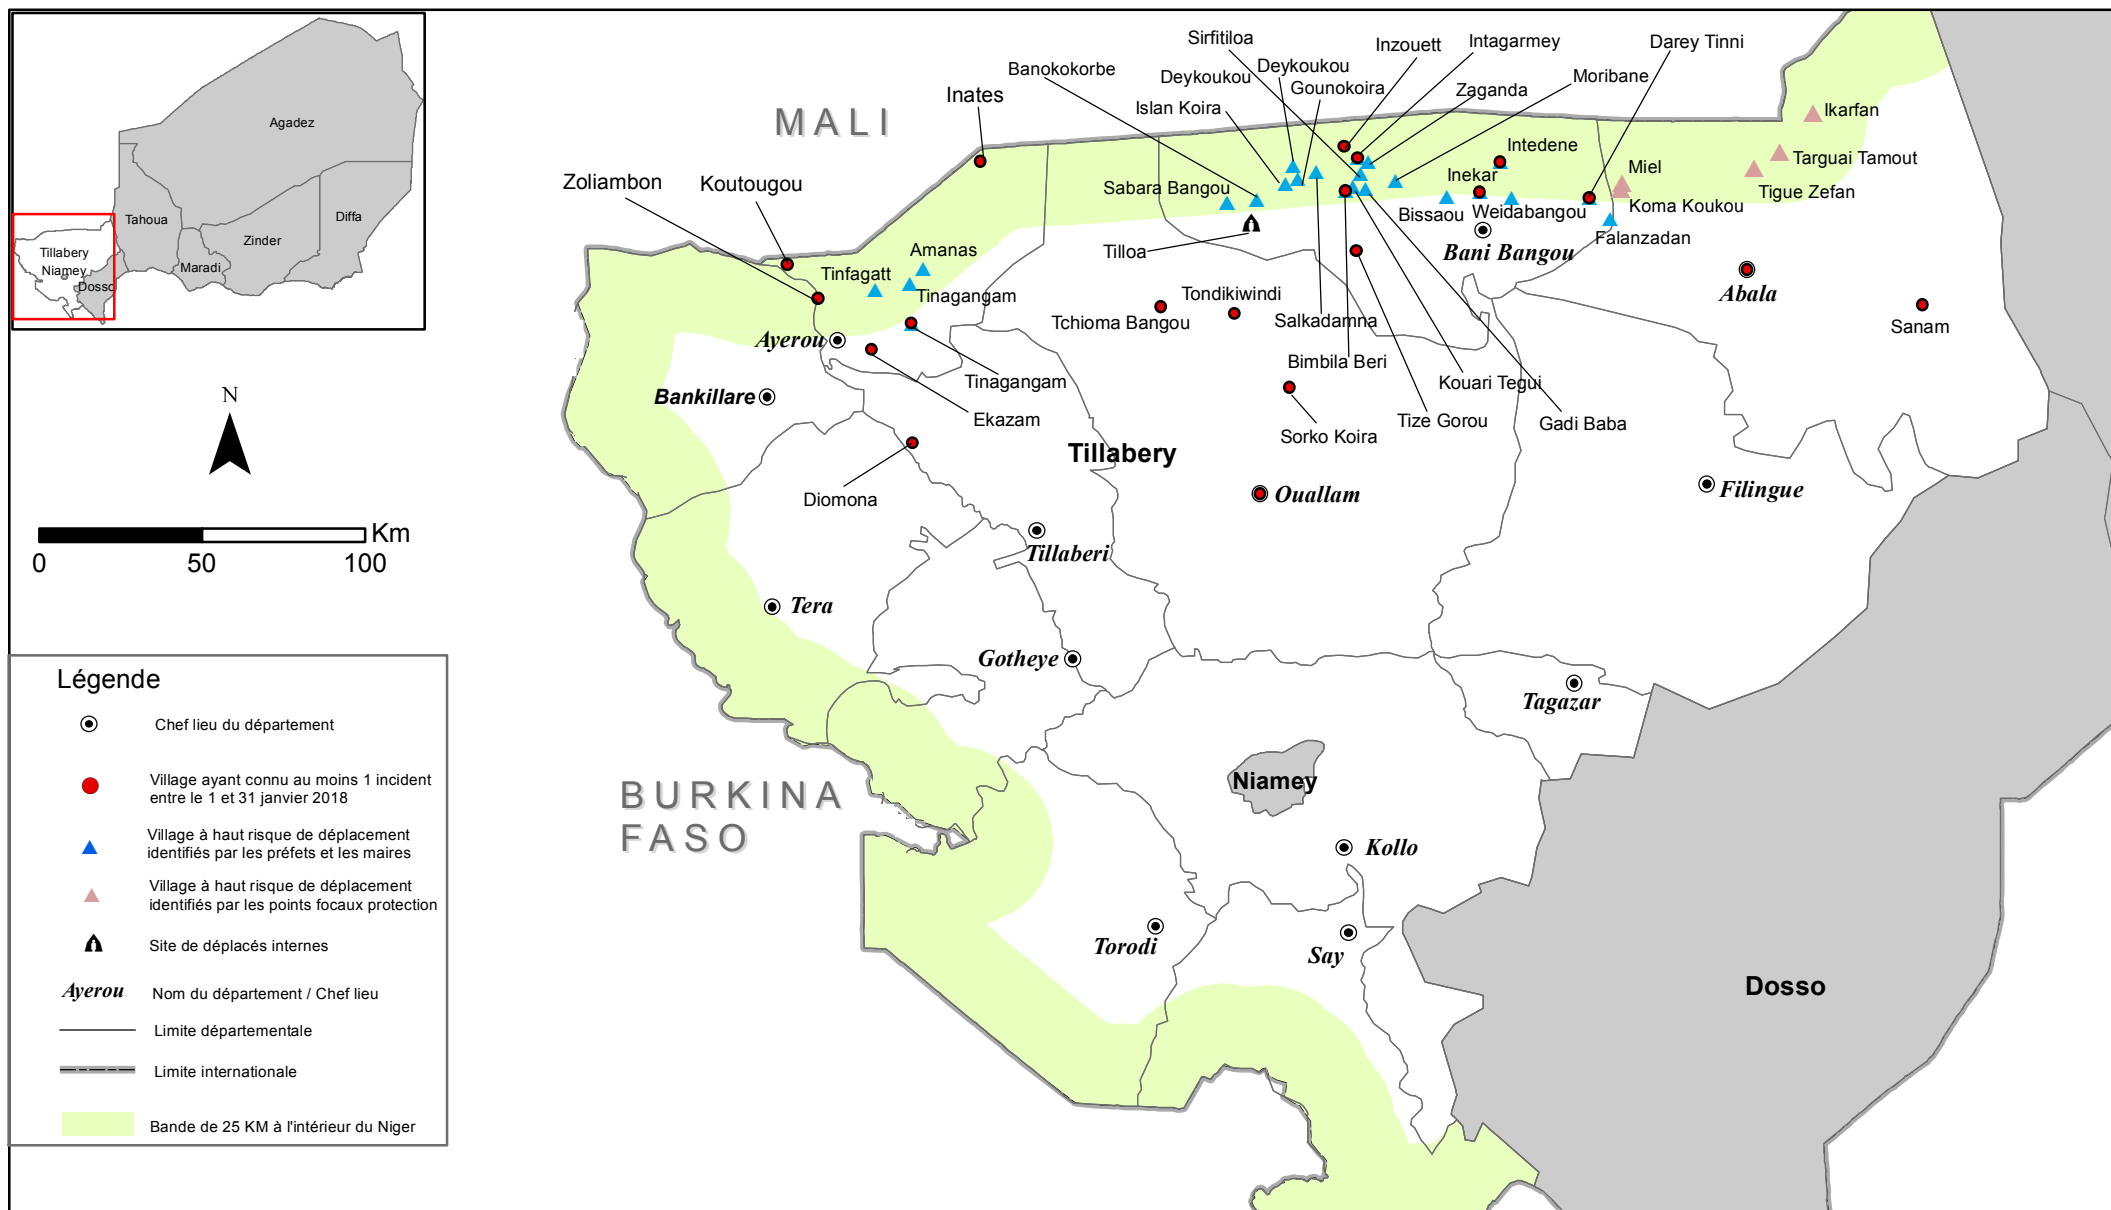 Agadez
Tahoua
Diffa
Zinder
Maradi
Tillabery
Niamey
Dosso
MALI
BURKINA
FASO
Sirfitiloa
Inzouett
Intagarmey
Darey Tinni
Banokokorbe
Deykoukou
Deykoukou
Gounokoira
Zaganda
Moribane
Inates
Islan Koira
Ikarfan
Zoliambon
Koutougou
Sabara Bangou
Intedene
Inekar
Miel
Targuai Tamout
Tigue Zefan
Bissaou
Weidabangou
Koma Koukou
Falanzadan
Tilloa
Bani Bangou
Amanas
Tinfagatt
Tinagangam
Abala
Sanam
Tchioma Bangou
Tondikiwindi
Salkadamna
Ayerou
Bimbila Beri
Tinagangam
Kouari Tegui
Bankillare
Ekazam
Sorko Koira
Tize Gorou
Gadi Baba
Tillabery
Diomona
Ouallam
Filingue
Tillaberi
Tera
Gotheye
Tagazar
Niamey
Kollo
Torodi
Say
Dosso
N
Km
0 50 100
Légende
Chef lieu du département
Village ayant connu au moins 1 incident
entre le 1 et 31 janvier 2018
Village à haut risque de déplacement
identifiés par les préfets et les maires
Village à haut risque de déplacement
identifiés par les points focaux protection
Site de déplacés internes
Ayerou Nom du département / Chef lieu
Limite départementale
Limite internationale
Bande de 25 KM à l'intérieur du Niger